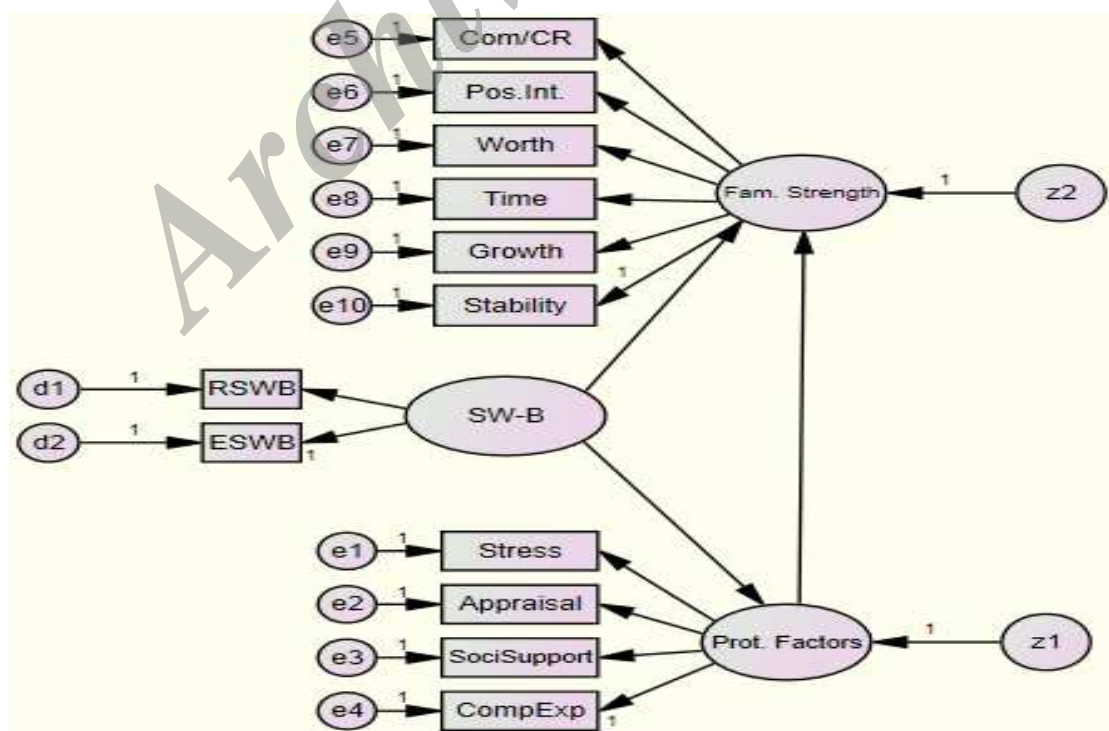 e5 1 Com/CR
e6 1 Pos.Int.
e7 1 Worth
Fam. Strength 1 z2
e8 1 Time
e9 1 Growth
1
e10 1 Stability
d1 1 RSWB
SW-B
d2 1 ESWB 1
e1 1 Stress
e2 1 Appraisal
Prot. Factors 1 z1
e3 1 SociSupport
e4 1 CompExp 1